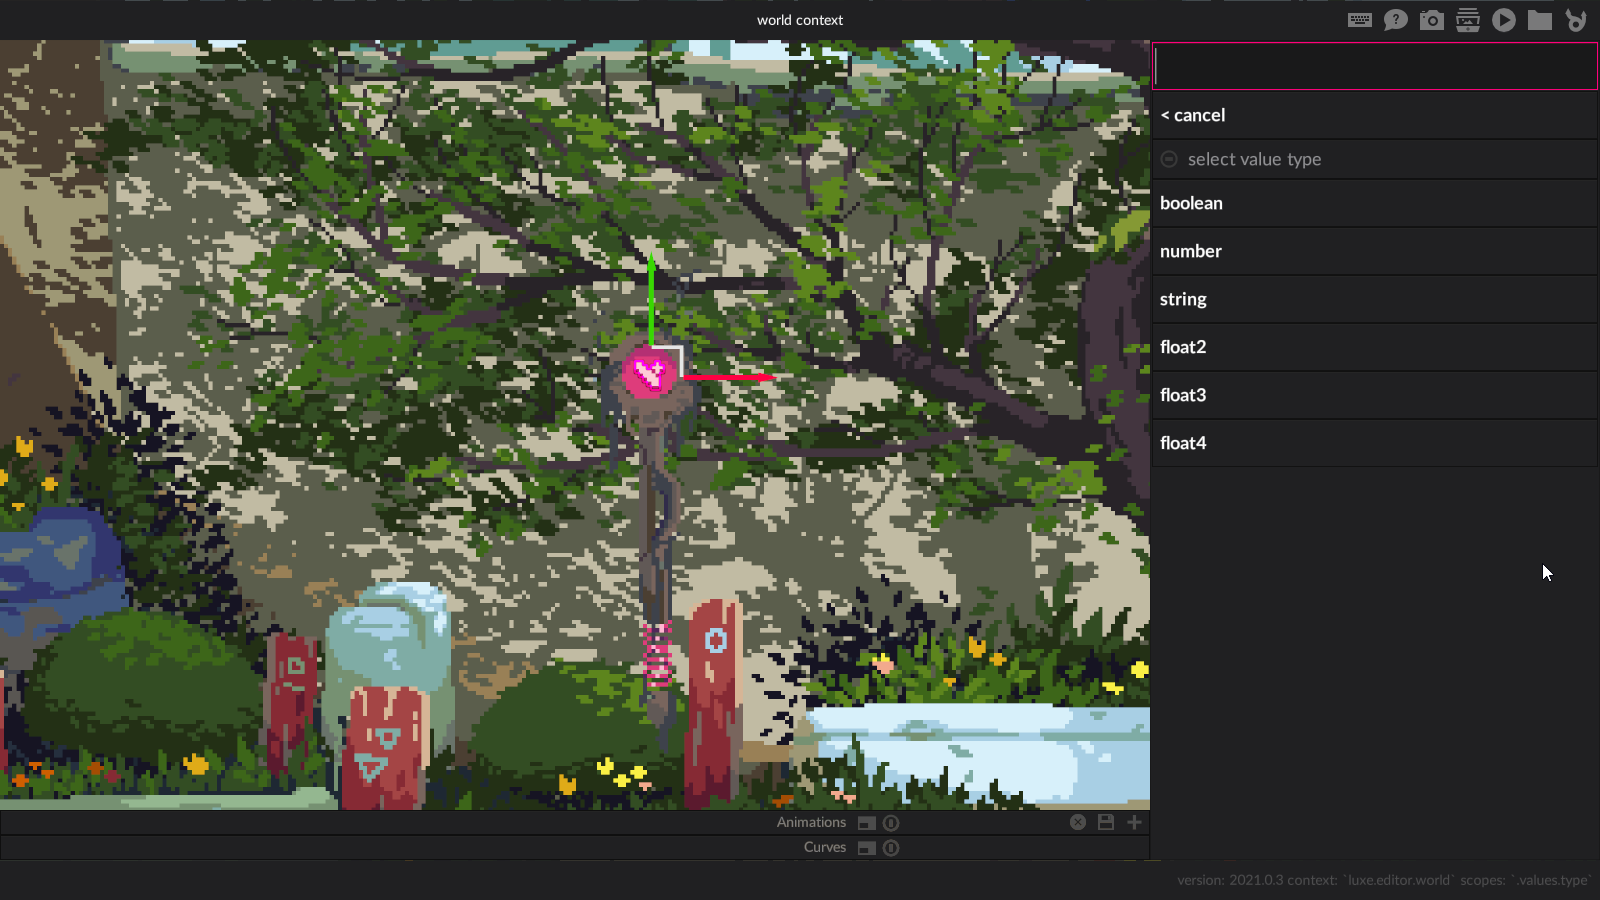 world context
< cancel
select value type
boolean
number
string
float2
float3
float4
Animations
Curves
version: 2021.0.3 context: `luxe.editor.world` scopes: `.values.type`